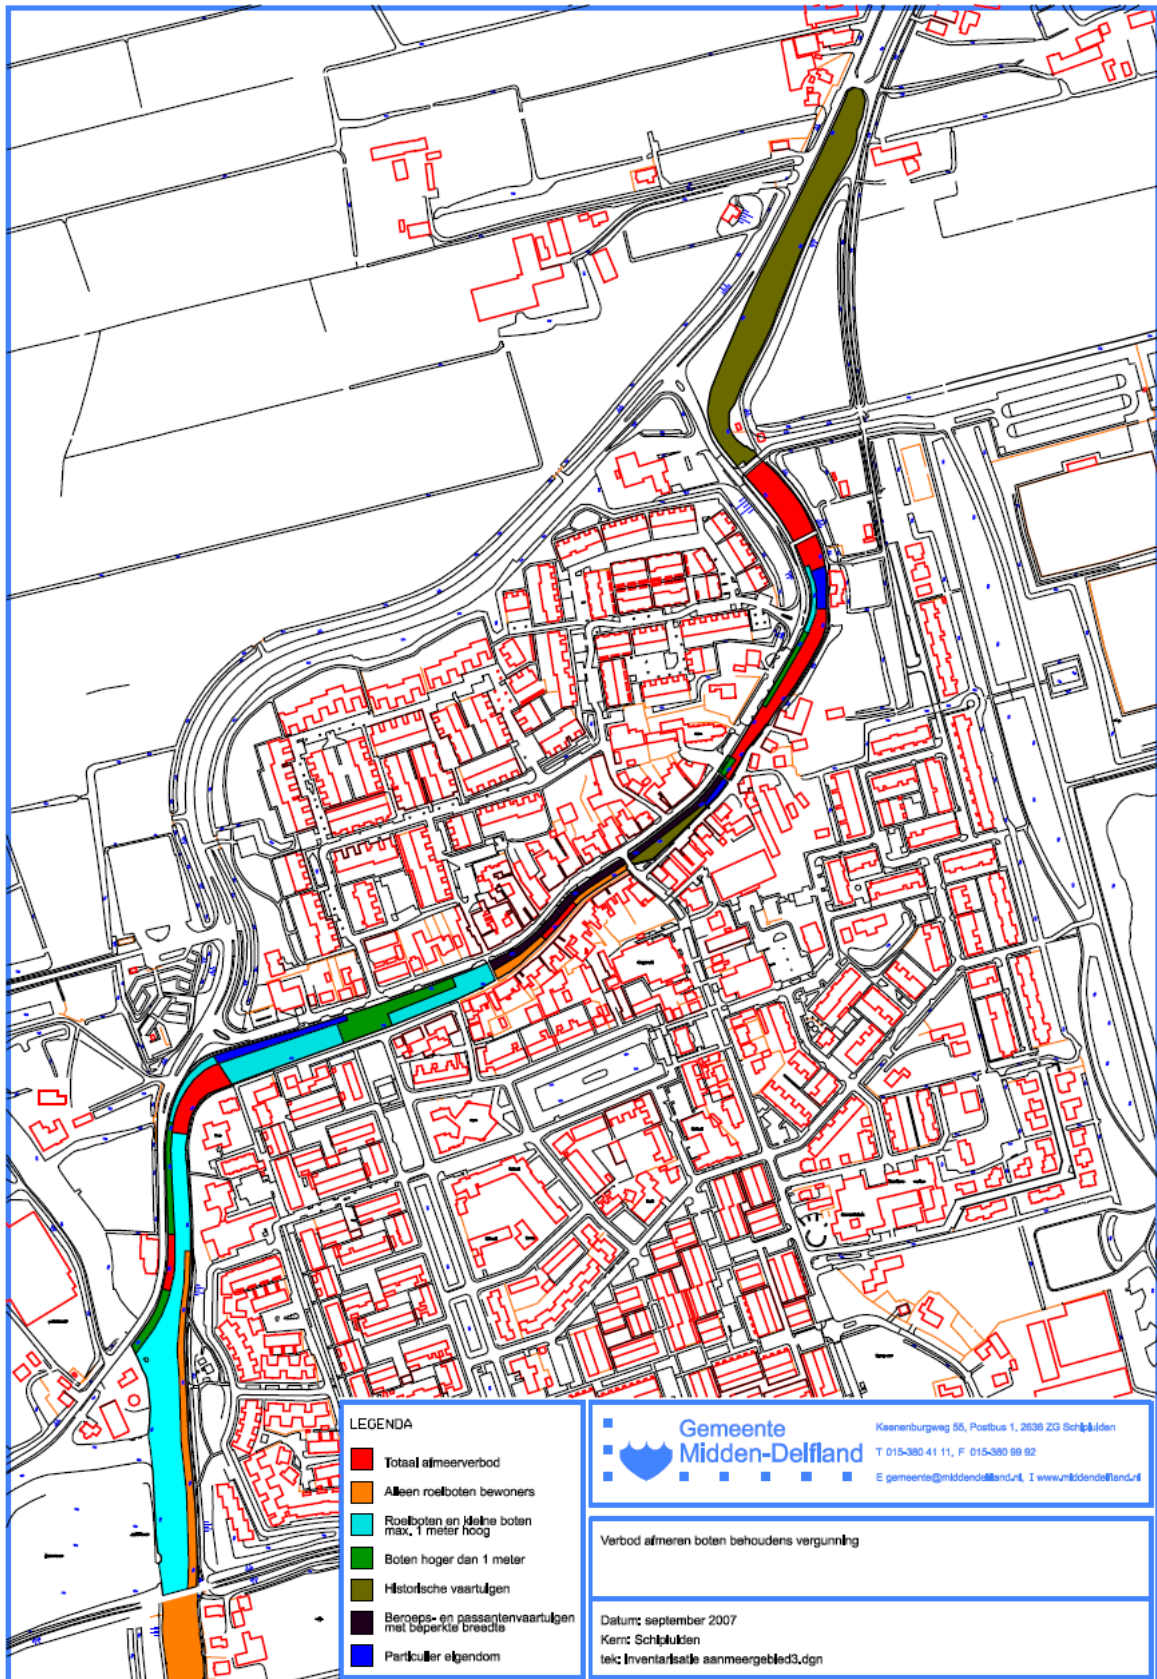 LEGENDA
Totaal afmeerverbod
Alleen roeiboten bewoners
Roeiboten en kleine boten
max. 1 meter hoog
Boten hoger dan 1 meter
Historische vaartuigen
Beroeps- en passantenvaartuigen
met beperkte breedte
Particulier eigendom
Gemeente
Midden-Delfland
Keenenburgweg 55, Postbus 1, 2636 ZG Schipluiden
T 015-380 41 11, F 015-380 99 92
E gemeente@middendelfland.nl, I www.middendelfland.nl
Verbod afmeren boten behoudens vergunning
Datum: september 2007
Kern: Schipluiden
tek: inventarisatie aanmeergebied3.dgn